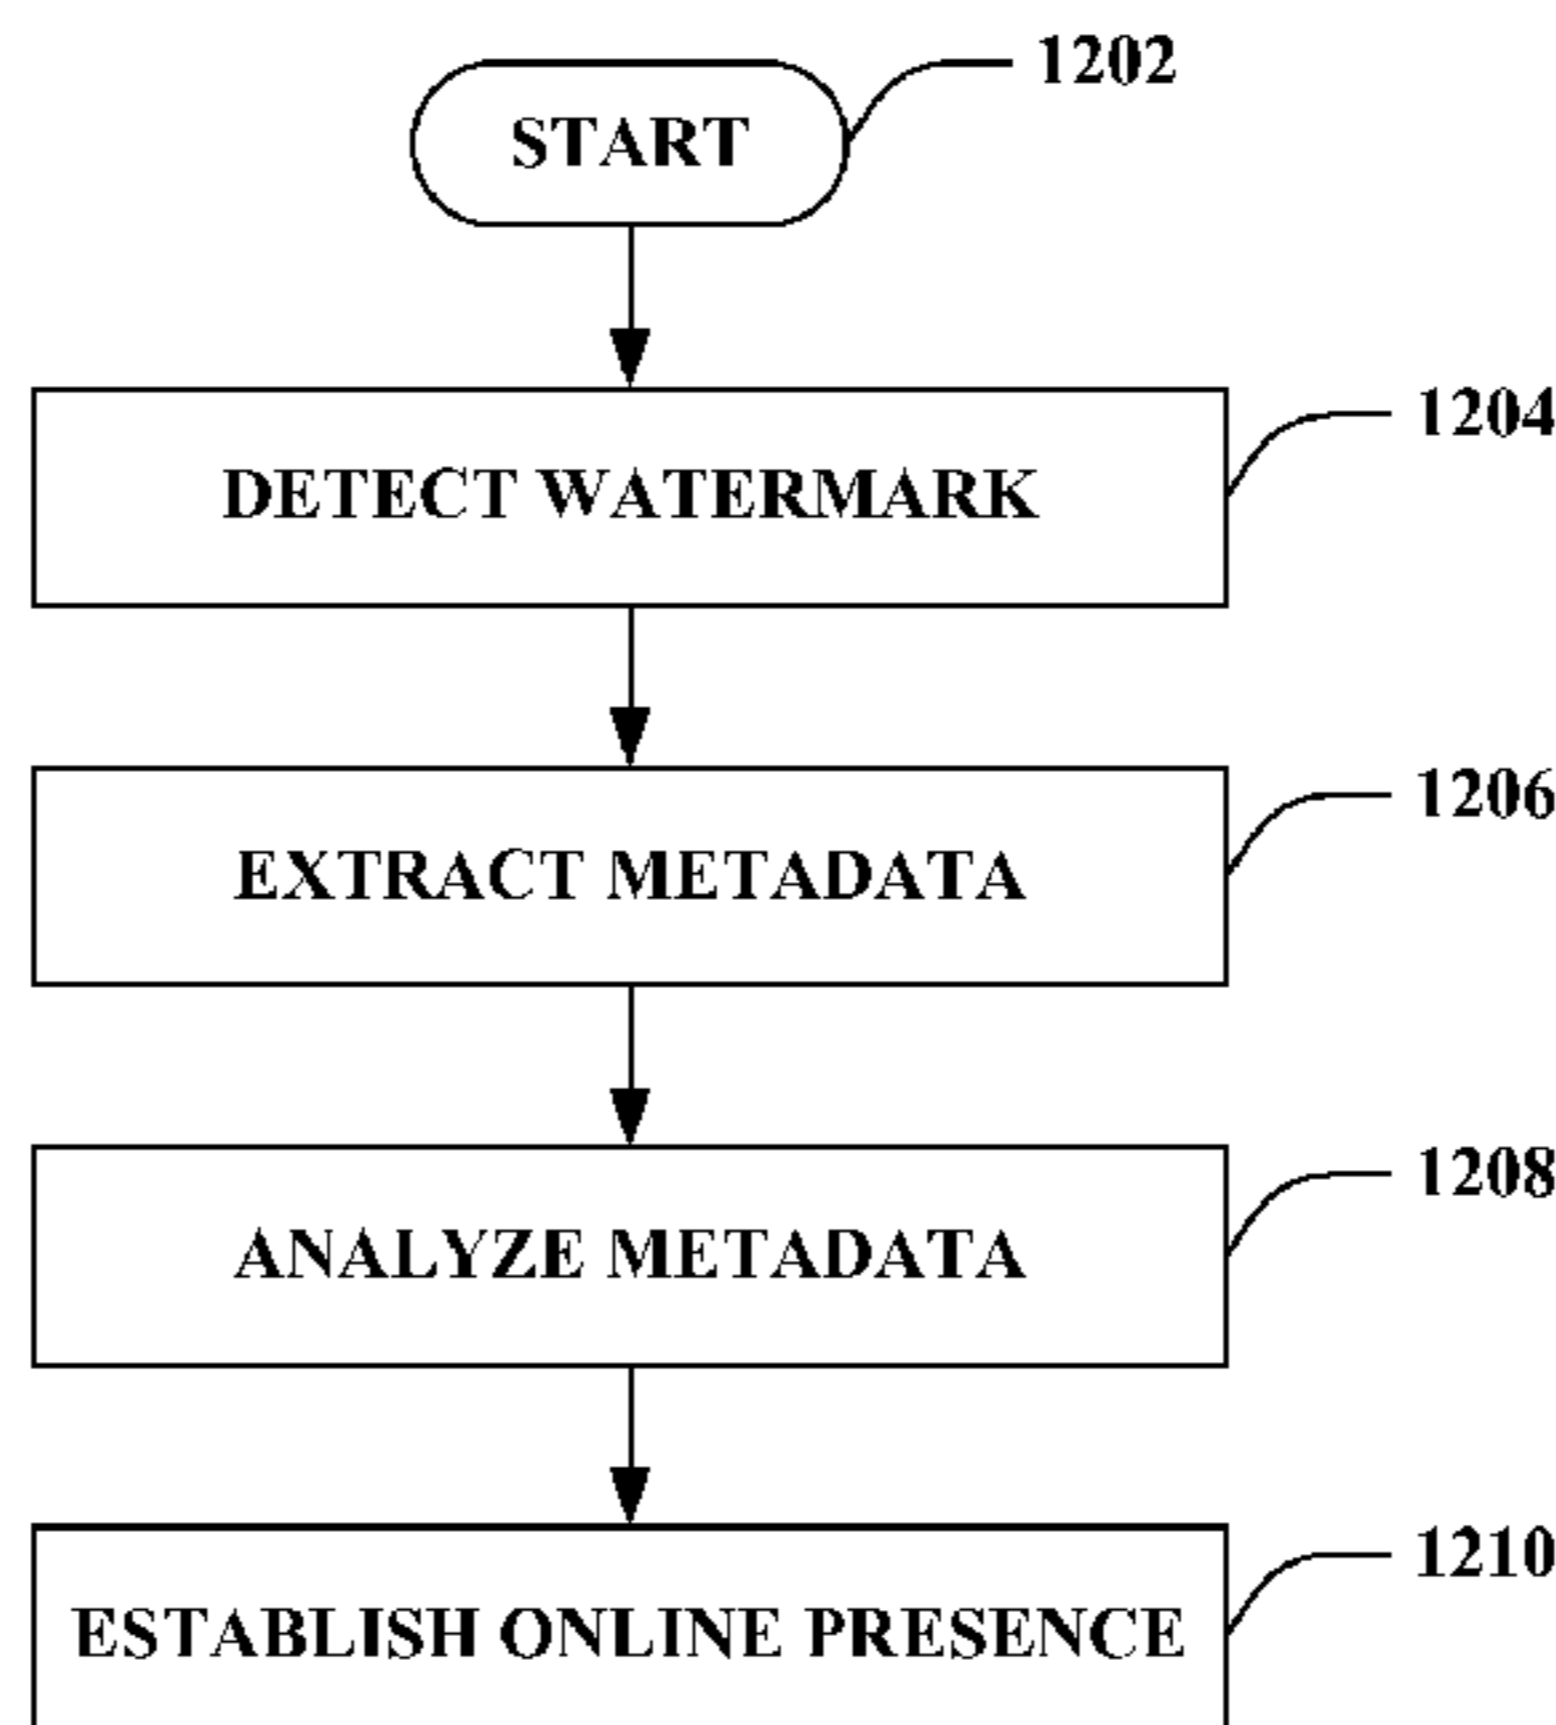 START
1202
DETECT WATERMARK
1204
EXTRACT METADATA
1206
ANALYZE METADATA
1208
ESTABLISH ONLINE PRESENCE
1210